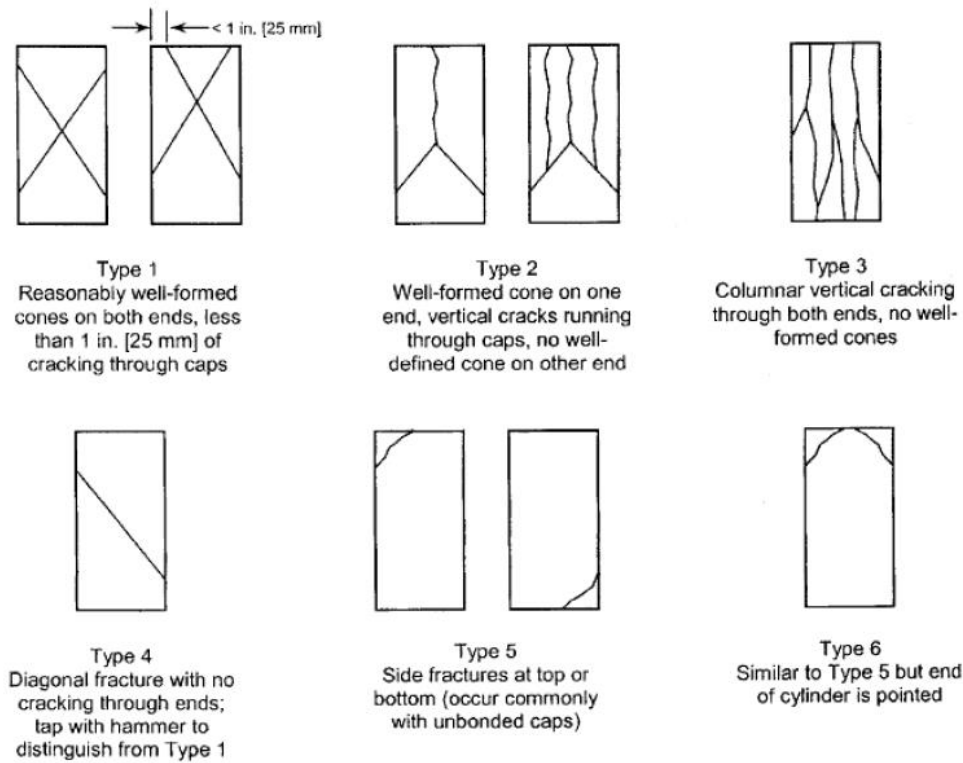 < 1 in. [25 mm]
Type 1
Reasonably well-formed
cones on both ends, less
than 1 in. [25 mm] of
cracking through caps
Type 2
Well-formed cone on one
end, vertical cracks running
through caps, no well-
defined cone on other end
Type 3
Columnar vertical cracking
through both ends, no well-
formed cones
Type 4
Diagonal fracture with no
cracking through ends;
tap with hammer to
distinguish from Type 1
Type 5
Side fractures at top or
bottom (occur commonly
with unbonded caps)
Type 6
Similar to Type 5 but end
of cylinder is pointed